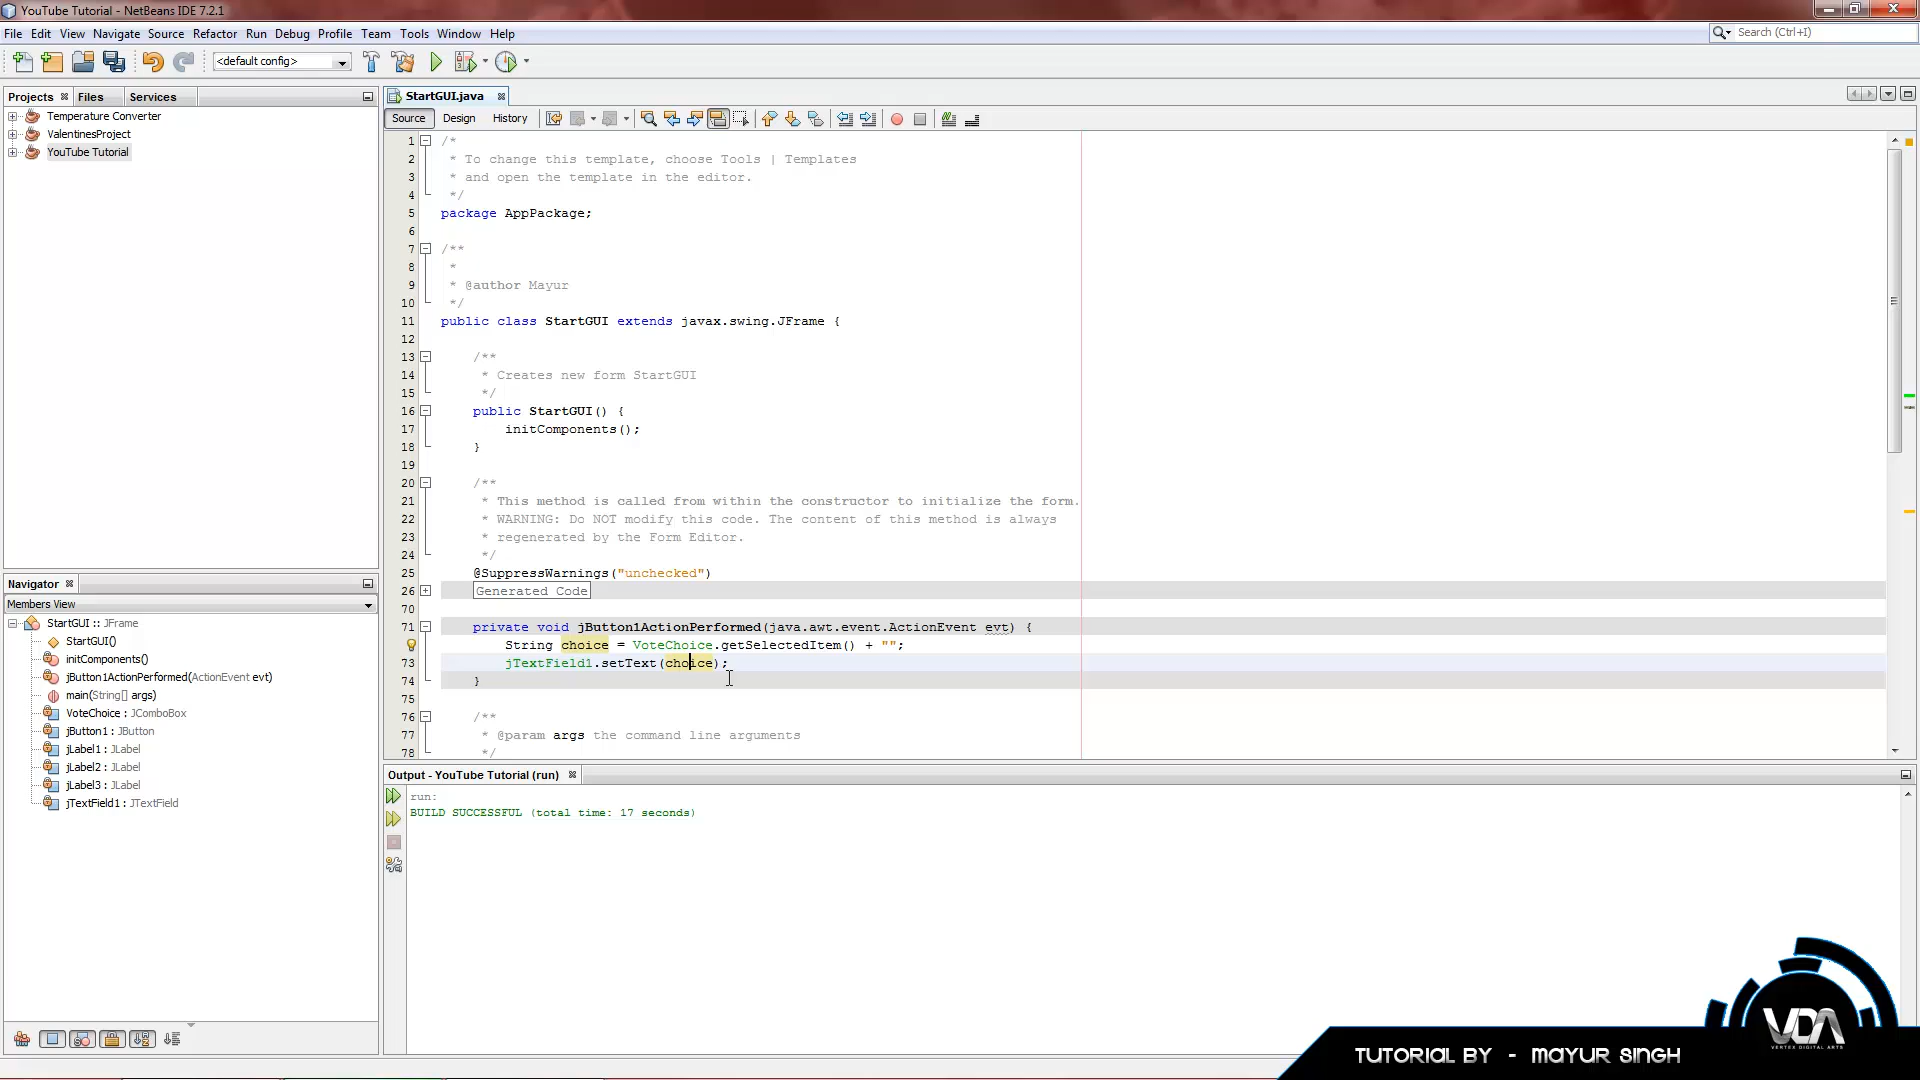 YouTube Tutorial - NetBeans IDE 7.2.1
File Edit View Navigate Source Refactor Run Debug Profile Team Tools Window Help
Search (Ctrl+I)
<default config>
Projects Files Services
Temperature Converter
ValentinesProject
YouTube Tutorial
StartGUI.java
Source Design History
1 /*
2 * To change this template, choose Tools | Templates
3 * and open the template in the editor.
4 */
5 package AppPackage;
6
7 /**
8 *
9 * @author Mayur
10 */
11 public class StartGUI extends javax.swing.JFrame {
12
13 /**
14 * Creates new form StartGUI
15 */
16 public StartGUI() {
17 initComponents();
18 }
19
20 /**
21 * This method is called from within the constructor to initialize the form.
22 * WARNING: Do NOT modify this code. The content of this method is always
23 * regenerated by the Form Editor.
24 */
25 @SuppressWarnings("unchecked")
26 Generated Code
70
71 private void jButton1ActionPerformed(java.awt.event.ActionEvent evt) {
String choice = VoteChoice.getSelectedItem() + "";
73 jTextField1.setText(choice);
74 }
75
76 /**
77 * @param args the command line arguments
78 */
Navigator
Members View
StartGUI :: JFrame
StartGUI()
initComponents()
jButton1ActionPerformed(ActionEvent evt)
main(String[] args)
VoteChoice : JComboBox
jButton1 : JButton
jLabel1 : JLabel
jLabel2 : JLabel
jLabel3 : JLabel
jTextField1 : JTextField
Output - YouTube Tutorial (run)
run:
BUILD SUCCESSFUL (total time: 17 seconds)
VDA
VERTEX DIGITAL ARTS
TUTORIAL BY - MAYUR SINGH